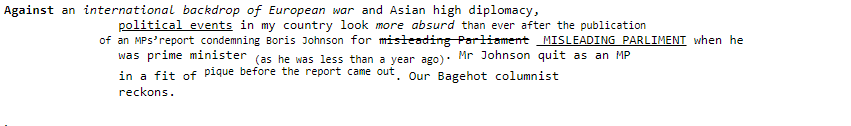 Against an international backdrop of European war and Asian high diplomacy,
political events in my country look more absurd than ever after the publication
of an MPs’report condemning Boris Johnson for misleading Parliament MISLEADING PARLIMENT when he
was prime minister (as he was less than a year ago). Mr Johnson quit as an MP
in a fit of pique before the report came out. Our Bagehot columnist
reckons.
.